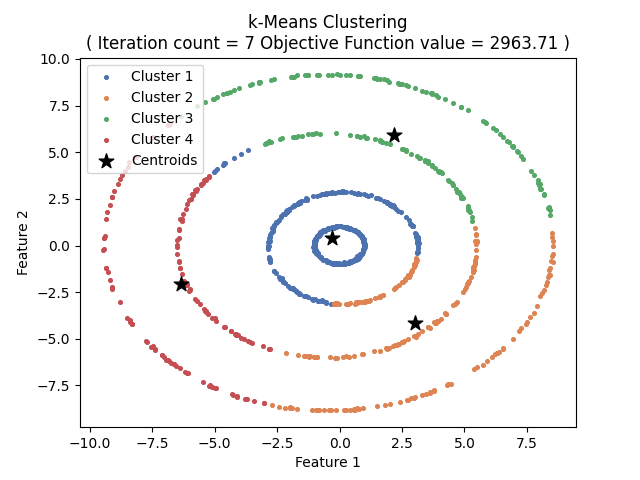 k-Means Clustering
( Iteration count = 7 Objective Function value = 2963.71 )
10.0
7.5
5.0
2.5
0.0
−2.5
−5.0
−7.5
Feature 2
Cluster 1
Cluster 2
Cluster 3
Cluster 4
Centroids
−10.0 −7.5 −5.0 −2.5 0.0 2.5 5.0 7.5
Feature 1